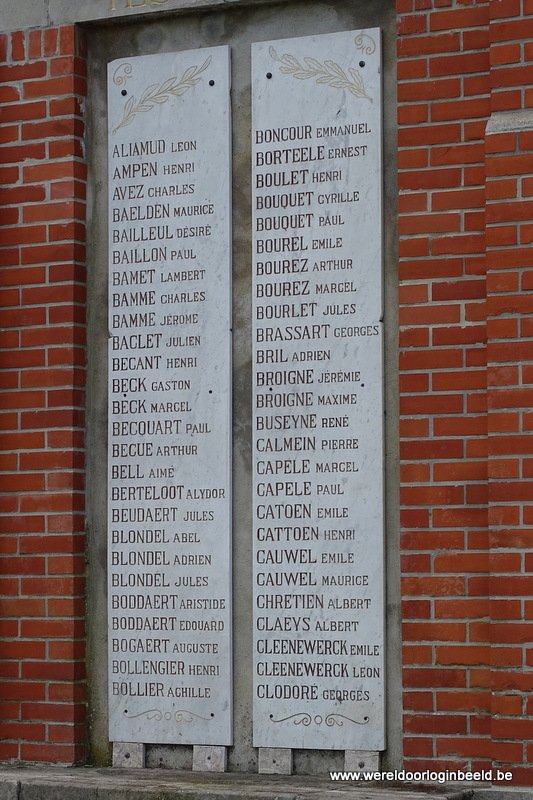 ALIAMUD LEON
AMPEN HENRI
AVEZ CHARLES
BAELDEN MAURICE
BAILLEUL DÉSIRÉ
BAILLON PAUL
BAMET LAMBERT
BAMME CHARLES
BAMME JÉROME
BACLET JULIEN
BECANT HENRI
BECK GASTON
BECK MARCEL
BECQUART PAUL
BECUE ARTHUR
BELL AIMÉ
BERTELOOT ALYDOR
BEUDAERT JULES
BLONDEL ABEL
BLONDEL ADRIEN
BLONDEL JULES
BODDAERT ARISTIDE
BODDAERT EDOUARD
BOGAERT AUGUSTE
BOLLENGIER HENRI
BOLLIER ACHILLE
BONCOUR EMMANUEL
BORTEELE ERNEST
BOULET HENRI
BOUQUET CYRILLE
BOUQUET PAUL
BOUREL EMILE
BOUREZ ARTHUR
BOUREZ MARCEL
BOURLET JULES
BRASSART GEORGES
BRIL ADRIEN
BROIGNE JÉRÉMIE
BROIGNE MAXIME
BUSEYNE RENÉ
CALMEIN PIERRE
CAPELE MARCEL
CAPELE PAUL
CATOEN EMILE
CATTOEN HENRI
CAUWEL EMILE
CAUWEL MAURICE
CHRETIEN ALBERT
CLAEYS ALBERT
CLEENEWERCK EMILE
CLEENEWERCK LEON
CLODORÉ GEORGES
www.wereldoorloginbeeld.be